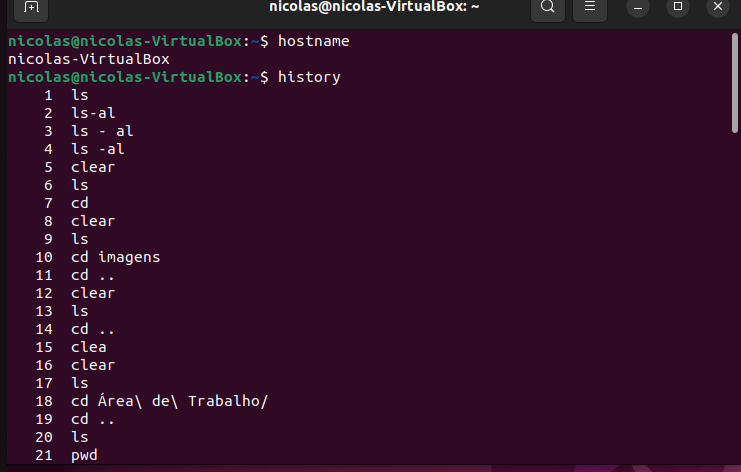 nicolas@nicolas-VirtualBox: ~
nicolas@nicolas-VirtualBox:~$ hostname
nicolas-VirtualBox
nicolas@nicolas-VirtualBox:~$ history
1 ls
2 ls-al
3 ls - al
4 ls -al
5 clear
6 ls
7 cd
8 clear
9 ls
10 cd imagens
11 cd ..
12 clear
13 ls
14 cd ..
15 clea
16 clear
17 ls
18 cd Área\ de\ Trabalho/
19 cd ..
20 ls
21 pwd